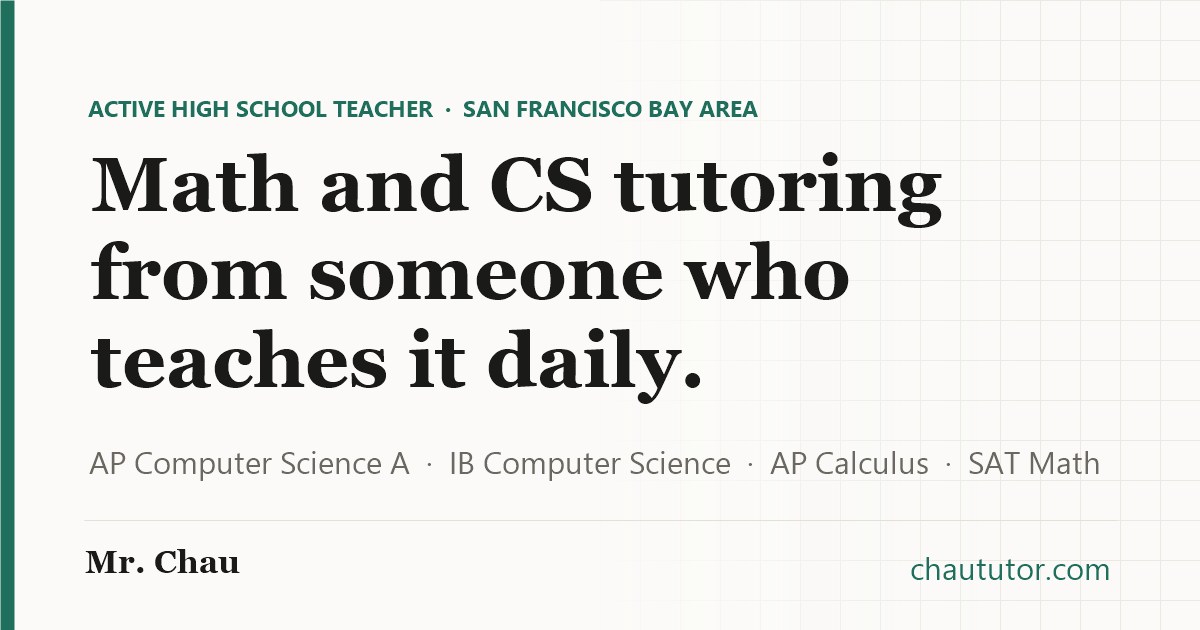 ACTIVE HIGH SCHOOL TEACHER · SAN FRANCISCO BAY AREA
Math and CS tutoring
from someone who
teaches it daily.
AP Computer Science A · IB Computer Science · AP Calculus · SAT Math
Mr. Chau
chaututor.com